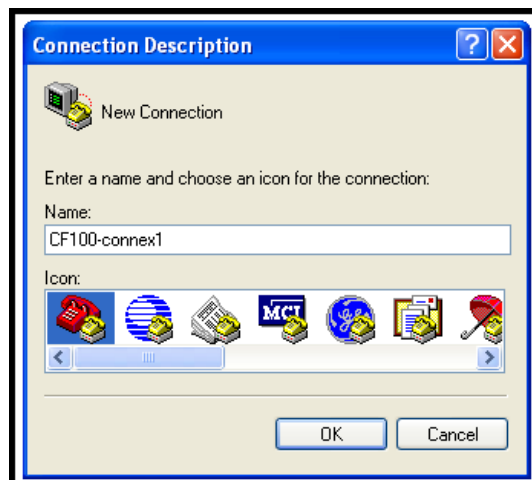 Connection Description
New Connection
Enter a name and choose an icon for the connection:
Name:
CF100-connex1
Icon:
MCI
OK
Cancel